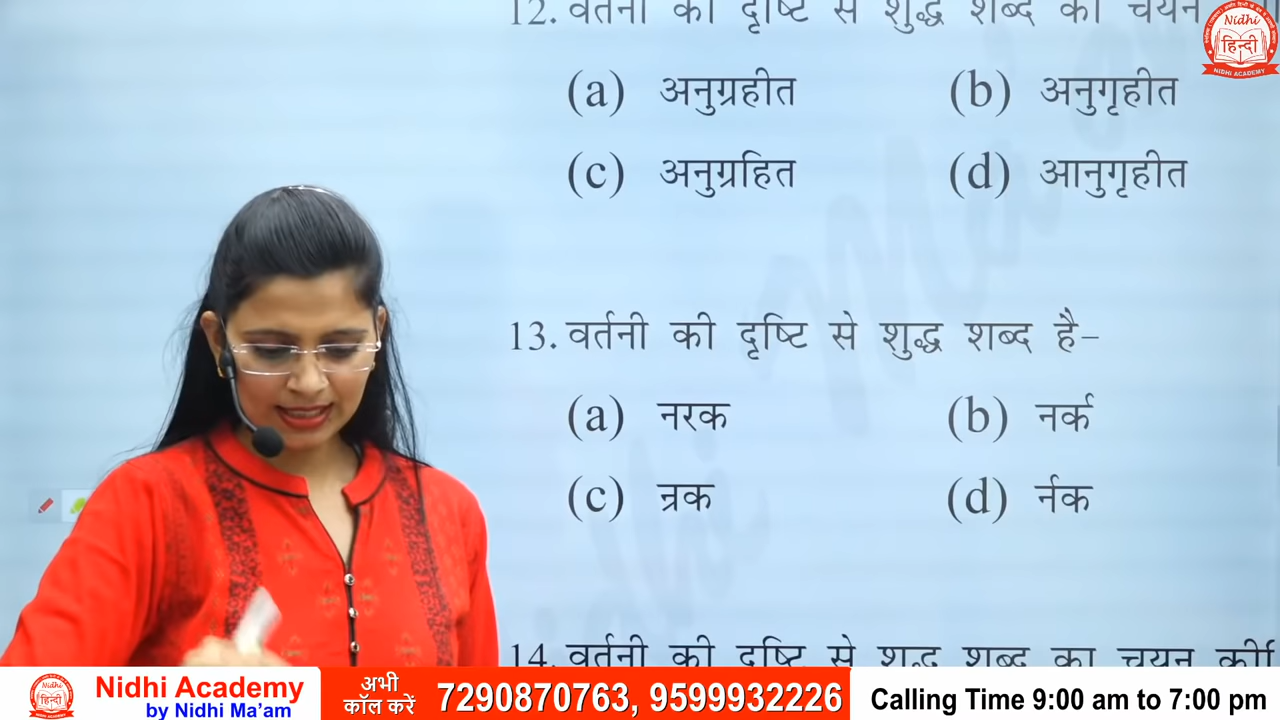 12. वर्तनी की दृष्टि से शुद्ध शब्द का चयन
(a) अनुग्रहीत (b) अनुगृहीत
(c) अनुग्रहित (d) आनुगृहीत
13. वर्तनी की दृष्टि से शुद्ध शब्द है-
(a) नरक (b) नर्क
(c) न्रक (d) र्नक
14. वर्तनी की दृष्टि से शुद्ध शब्द का चयन
Nidhi
हिन्दी
NIDHI ACADEMY
Nidhi Academy
by Nidhi Ma'am
अभी
कॉल करें
7290870763, 9599932226
Calling Time 9:00 am to 7:00 pm